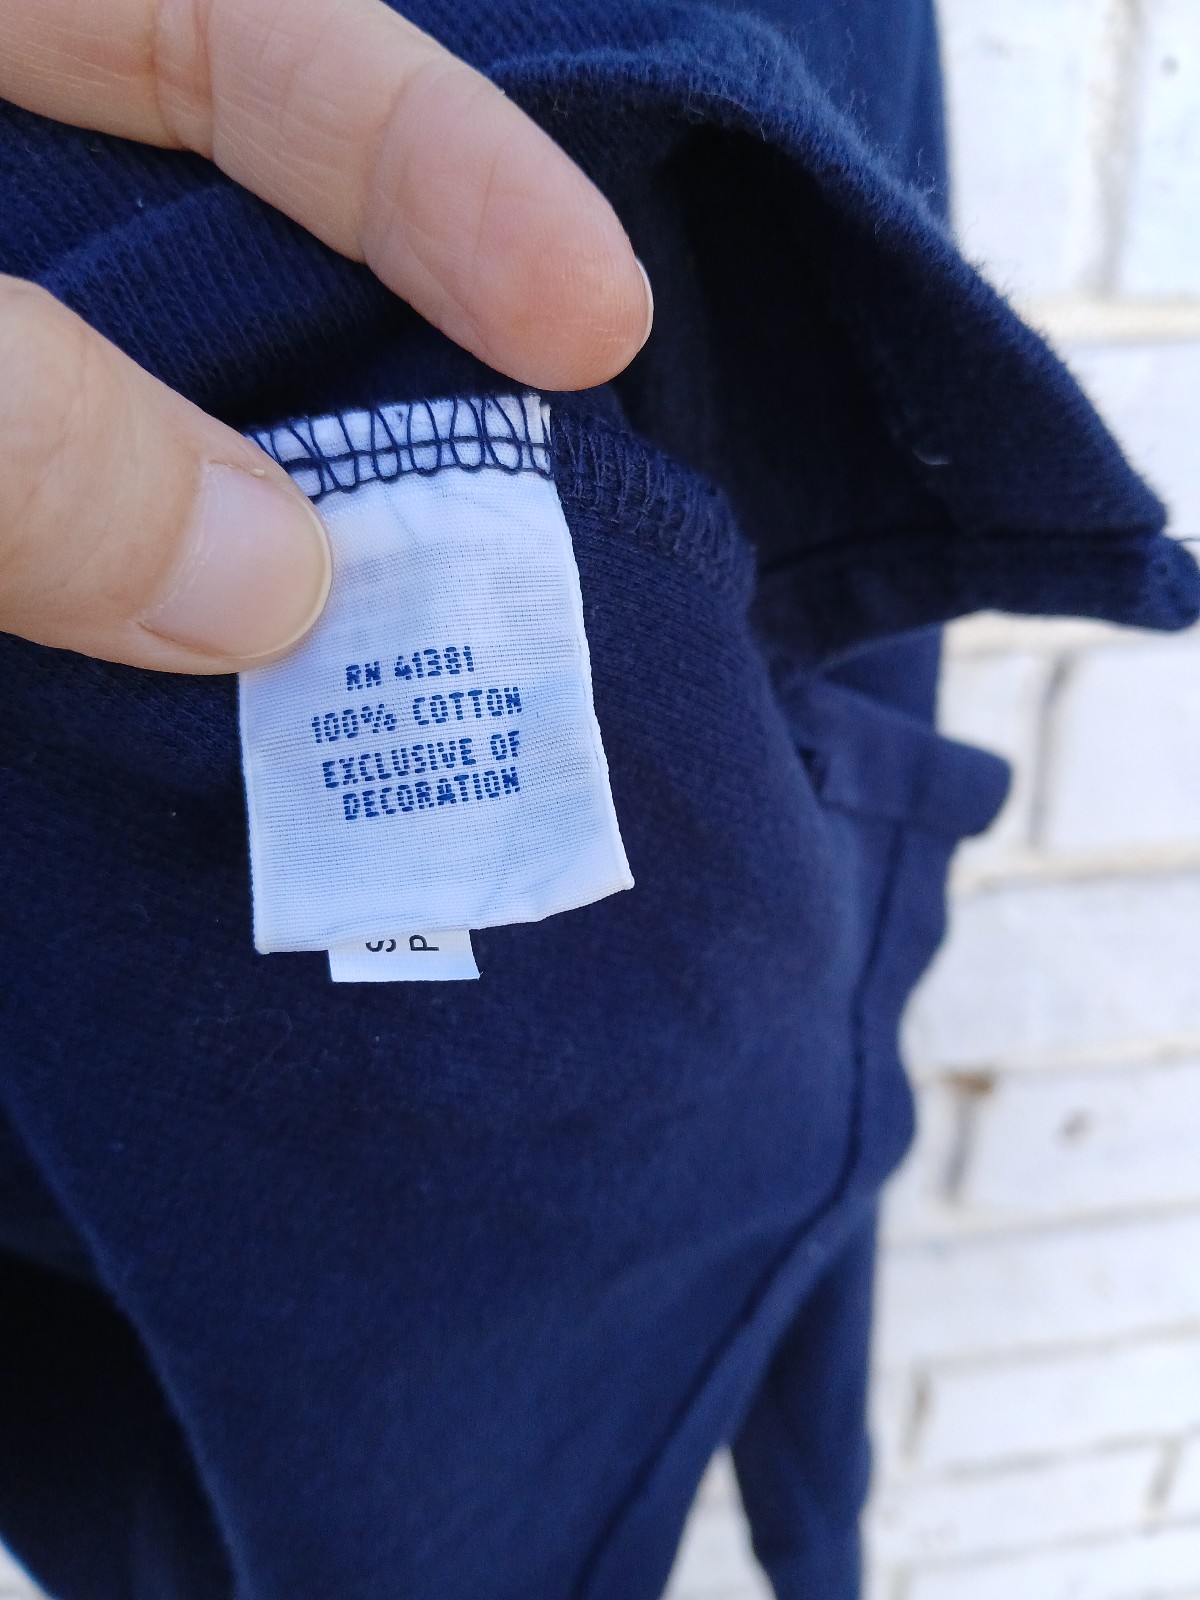 RN 41381
100% COTTON
EXCLUSIVE OF
DECORATION
S
P